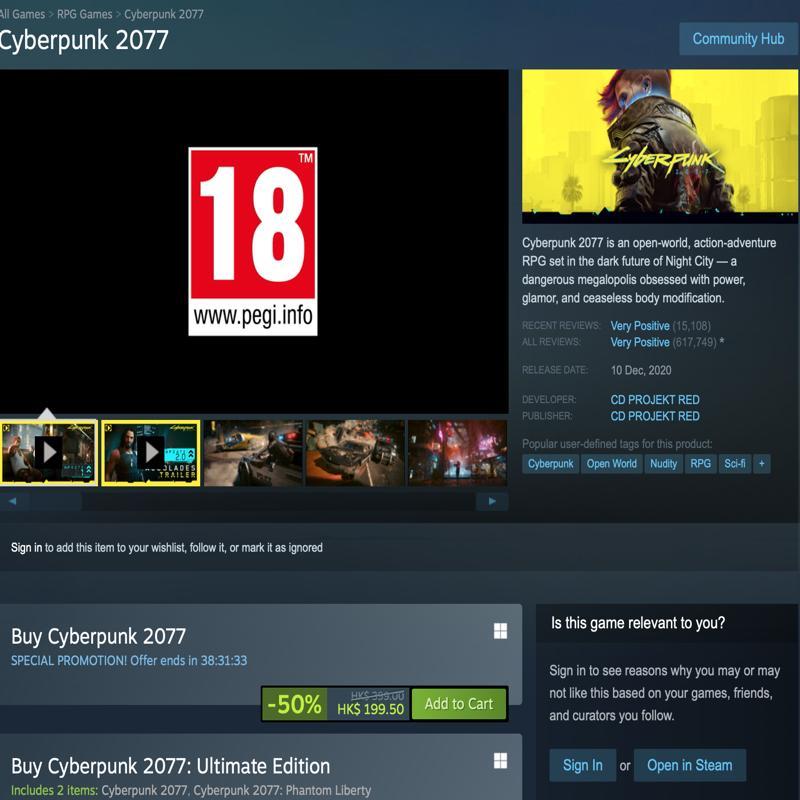 All Games > RPG Games > Cyberpunk 2077
Cyberpunk 2077
Community Hub
18
TM
www.pegi.info
Cyberpunk
2077
Cyberpunk 2077 is an open-world, action-adventure
RPG set in the dark future of Night City — a
dangerous megalopolis obsessed with power,
glamor, and ceaseless body modification.
RECENT REVIEWS: Very Positive (15,108)
ALL REVIEWS: Very Positive (617,749) *
RELEASE DATE: 10 Dec, 2020
DEVELOPER: CD PROJEKT RED
PUBLISHER: CD PROJEKT RED
Popular user-defined tags for this product:
Cyberpunk Open World Nudity RPG Sci-fi +
UPDATE
2.0
TRAILER
Sign in to add this item to your wishlist, follow it, or mark it as ignored
Buy Cyberpunk 2077
SPECIAL PROMOTION! Offer ends in 38:31:33
-50% HK$ 399.00
HK$ 199.50
Add to Cart
Is this game relevant to you?
Sign in to see reasons why you may or may
not like this based on your games, friends,
and curators you follow.
Sign In or Open in Steam
Buy Cyberpunk 2077: Ultimate Edition
Includes 2 items: Cyberpunk 2077, Cyberpunk 2077: Phantom Liberty